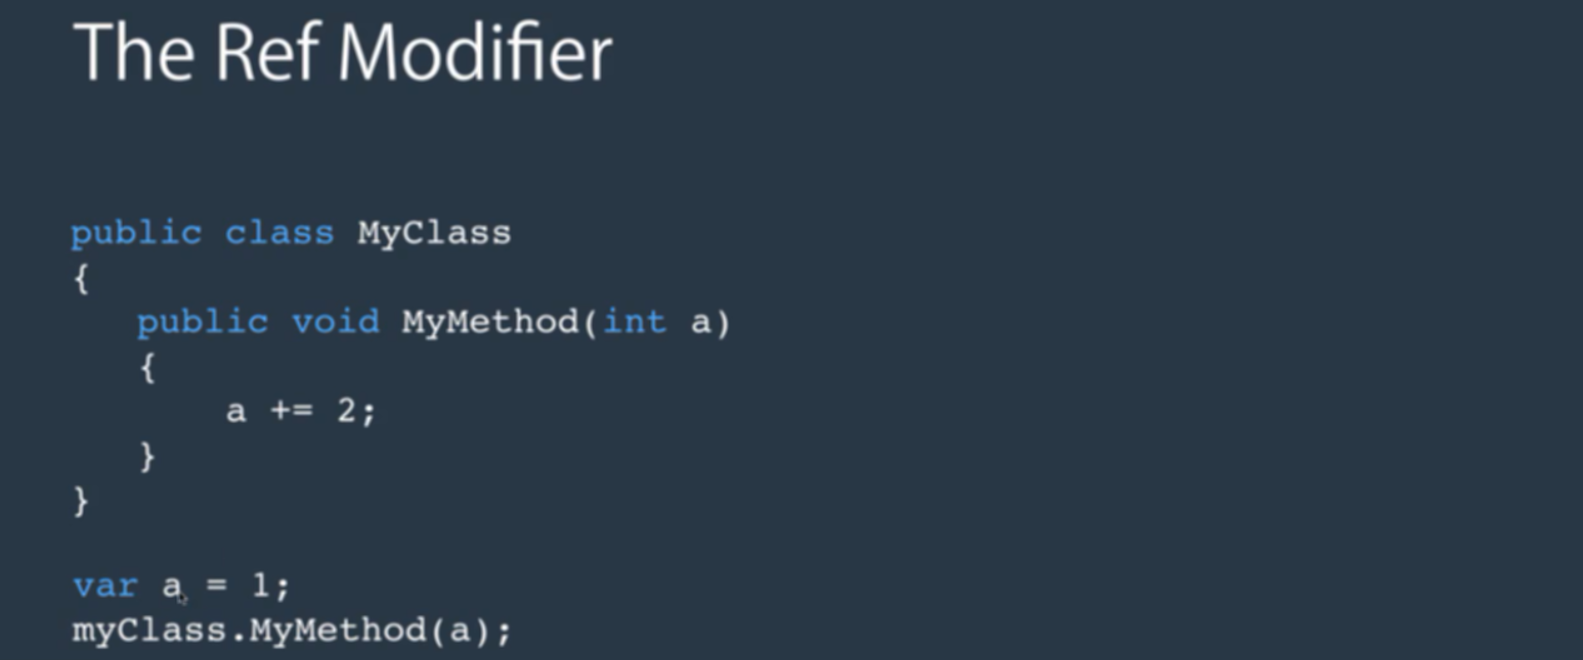 The Ref Modifier
public class MyClass
{
public void MyMethod(int a)
{
a += 2;
}
}
var a = 1;
myClass.MyMethod(a);